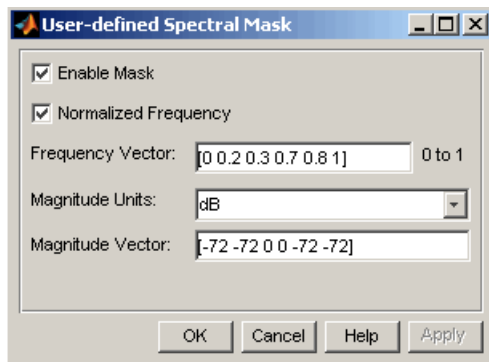 User-defined Spectral Mask
Enable Mask
Normalized Frequency
Frequency Vector: [0 0.2 0.3 0.7 0.8 1] 0 to 1
Magnitude Units: dB
Magnitude Vector: [-72 -72 0 0 -72 -72]
OK Cancel Help Apply